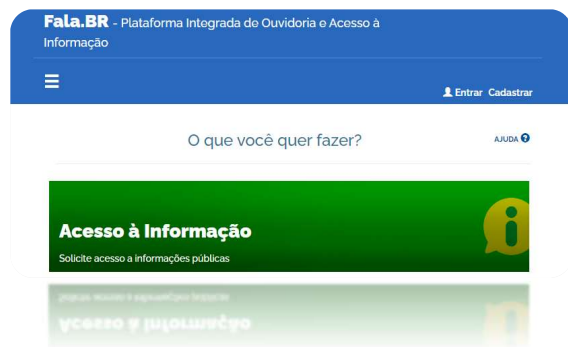 Fala.BR - Plataforma Integrada de Ouvidoria e Acesso à
Informação
Entrar Cadastrar
O que você quer fazer?
AJUDA
Acesso à Informação
Solicite acesso a informações públicas